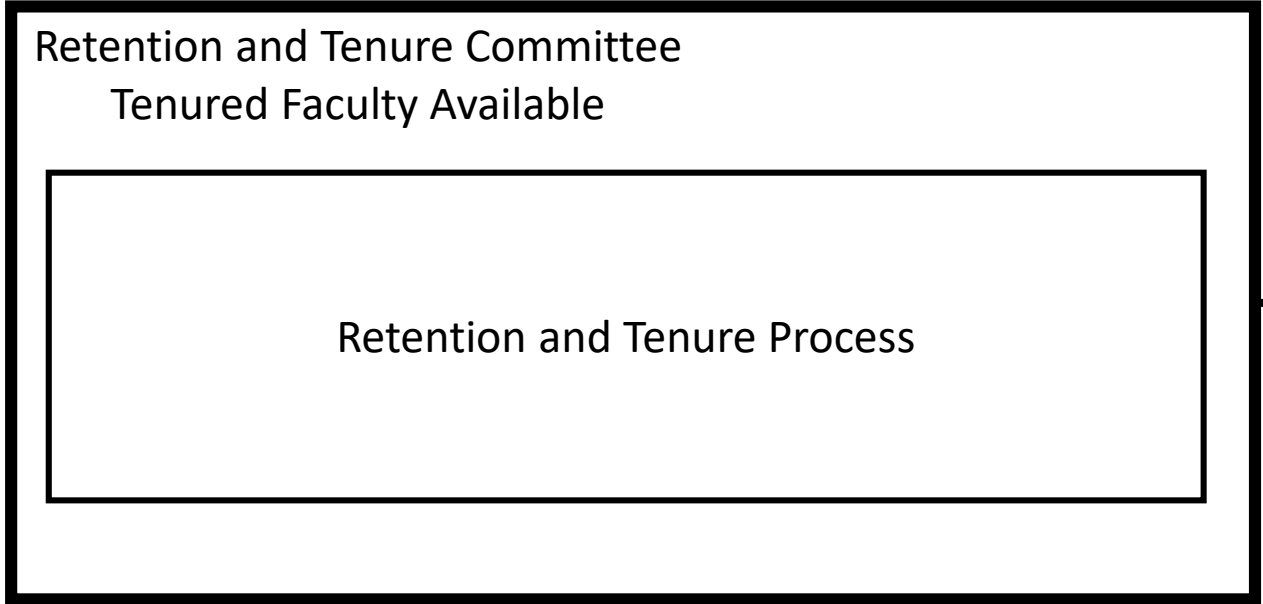 Retention and Tenure Committee
Tenured Faculty Available
Retention and Tenure Process